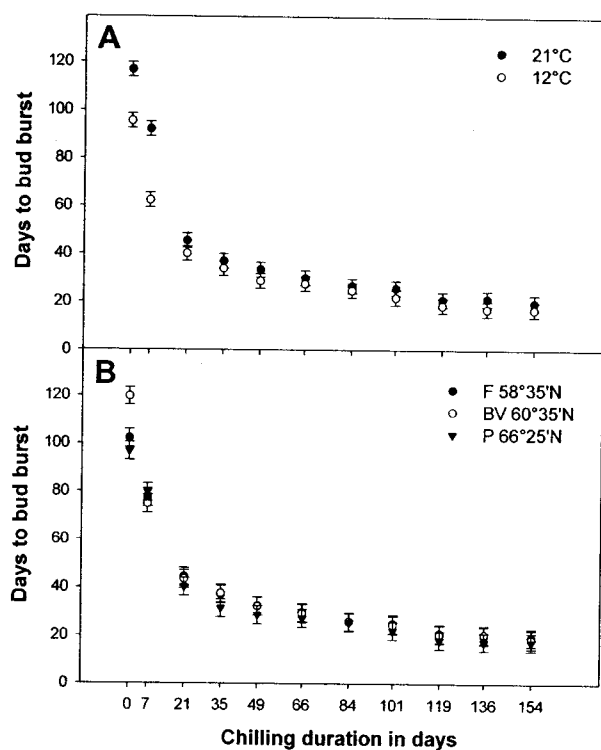 A
21°C
12°C
120
100
80
60
40
20
0
Days to bud burst
B
F 58°35'N
BV 60°35'N
P 66°25'N
120
100
80
60
40
20
0
Days to bud burst
0 7 21 35 49 66 84 101 119 136 154
Chilling duration in days